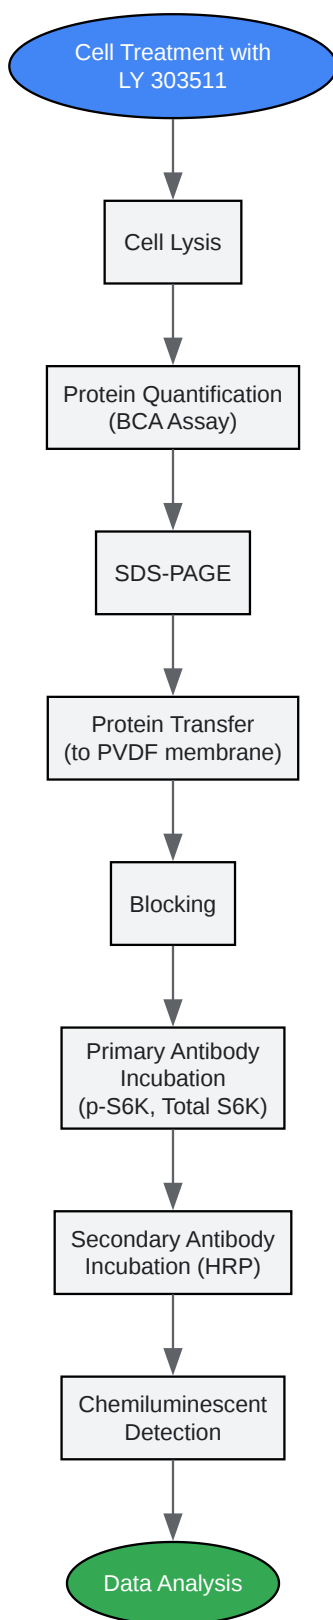 Cell Treatment with
LY 303511
Cell Lysis
Protein Quantification
(BCA Assay)
SDS-PAGE
Protein Transfer
(to PVDF membrane)
Blocking
Primary Antibody
Incubation
(p-S6K, Total S6K)
Secondary Antibody
Incubation (HRP)
Chemiluminescent
Detection
Data Analysis